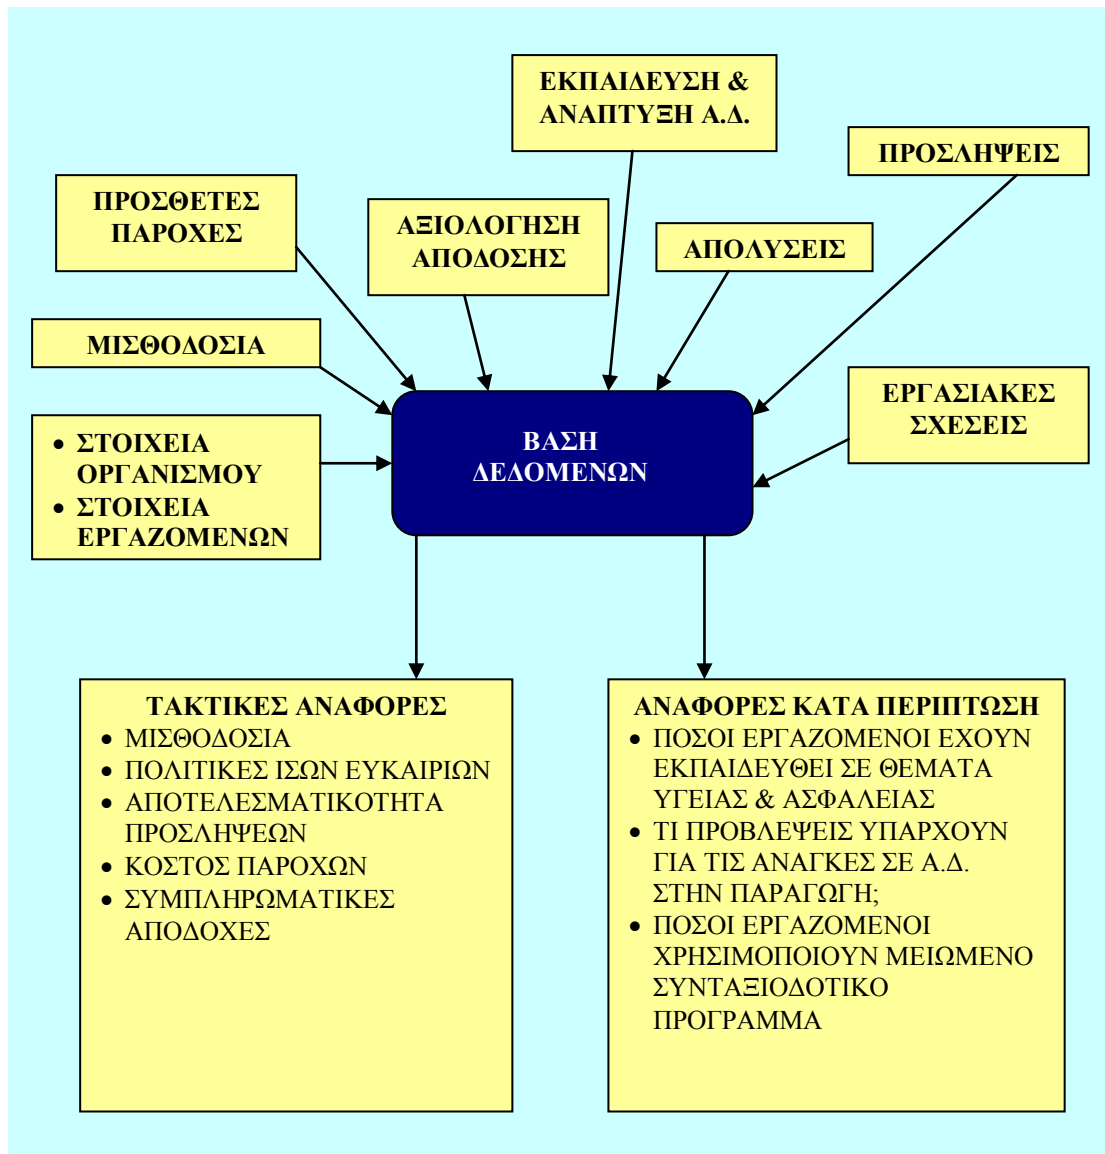 ΕΚΠΑΙΔΕΥΣΗ &
ΑΝΑΠΤΥΞΗ Α.Δ.
ΠΡΟΣΛΗΨΕΙΣ
ΠΡΟΣΘΕΤΕΣ
ΠΑΡΟΧΕΣ
ΑΞΙΟΛΟΓΗΣΗ
ΑΠΟΔΟΣΗΣ
ΑΠΟΛΥΣΕΙΣ
ΜΙΣΘΟΔΟΣΙΑ
ΕΡΓΑΣΙΑΚΕΣ
ΣΧΕΣΕΙΣ
• ΣΤΟΙΧΕΙΑ
ΟΡΓΑΝΙΣΜΟΥ
• ΣΤΟΙΧΕΙΑ
ΕΡΓΑΖΟΜΕΝΩΝ
ΒΑΣΗ
ΔΕΔΟΜΕΝΩΝ
ΤΑΚΤΙΚΕΣ ΑΝΑΦΟΡΕΣ
• ΜΙΣΘΟΔΟΣΙΑ
• ΠΟΛΙΤΙΚΕΣ ΙΣΩΝ ΕΥΚΑΙΡΙΩΝ
• ΑΠΟΤΕΛΕΣΜΑΤΙΚΟΤΗΤΑ
ΠΡΟΣΛΗΨΕΩΝ
• ΚΟΣΤΟΣ ΠΑΡΟΧΩΝ
• ΣΥΜΠΛΗΡΩΜΑΤΙΚΕΣ
ΑΠΟΔΟΧΕΣ
ΑΝΑΦΟΡΕΣ ΚΑΤΑ ΠΕΡΙΠΤΩΣΗ
• ΠΟΣΟΙ ΕΡΓΑΖΟΜΕΝΟΙ ΕΧΟΥΝ
ΕΚΠΑΙΔΕΥΘΕΙ ΣΕ ΘΕΜΑΤΑ
ΥΓΕΙΑΣ & ΑΣΦΑΛΕΙΑΣ
• ΤΙ ΠΡΟΒΛΕΨΕΙΣ ΥΠΑΡΧΟΥΝ
ΓΙΑ ΤΙΣ ΑΝΑΓΚΕΣ ΣΕ Α.Δ.
ΣΤΗΝ ΠΑΡΑΓΩΓΗ;
• ΠΟΣΟΙ ΕΡΓΑΖΟΜΕΝΟΙ
ΧΡΗΣΙΜΟΠΟΙΟΥΝ ΜΕΙΩΜΕΝΟ
ΣΥΝΤΑΞΙΟΔΟΤΙΚΟ
ΠΡΟΓΡΑΜΜΑ